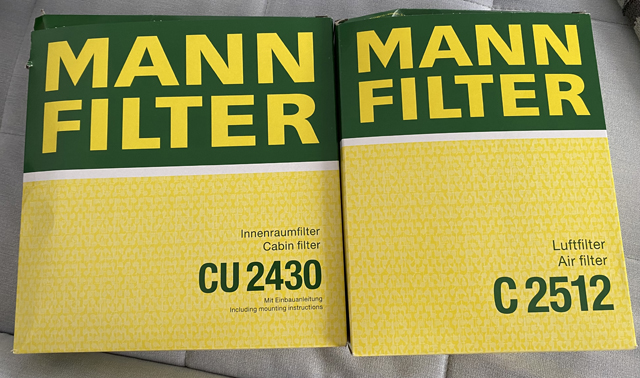 MANN
FILTER
Innenraumfilter
Cabin filter
CU 2430
Mit Einbauanleitung
Including mounting instructions
MANN
FILTER
Luftfilter
Air filter
C 2512